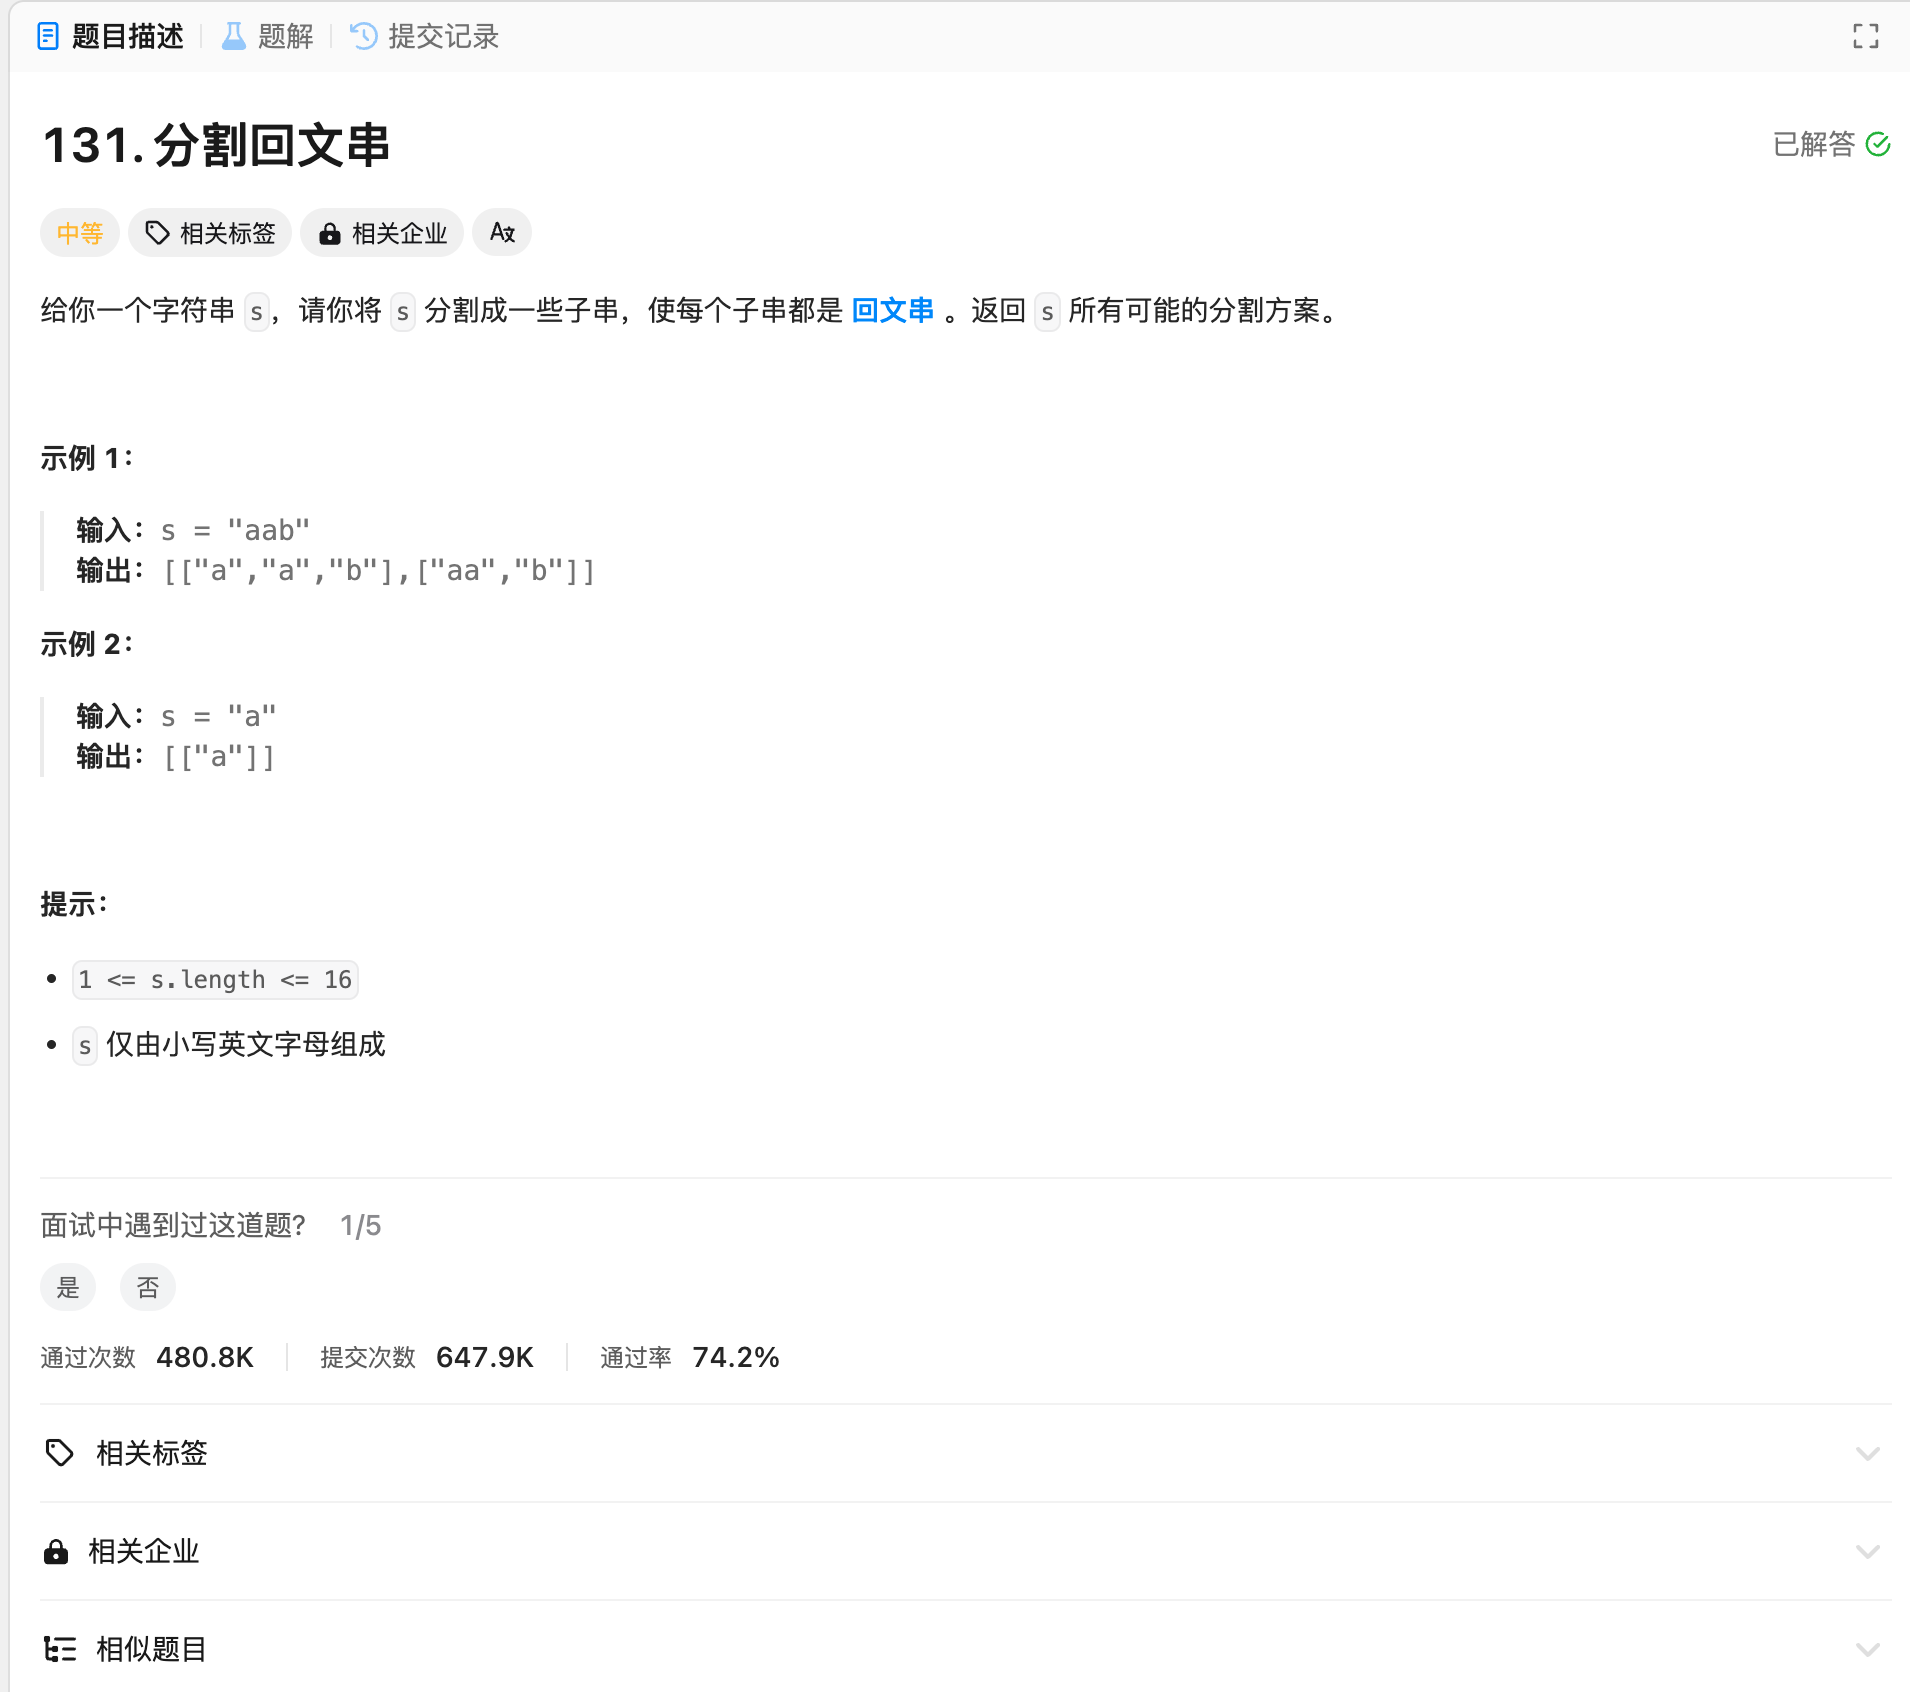 题目描述 题解 提交记录
131. 分割回文串
已解答
中等 相关标签 相关企业 A文
给你一个字符串 s，请你将 s 分割成一些子串，使每个子串都是 回文串 。返回 s 所有可能的分割方案。
示例 1：
输入：s = "aab"
输出：[["a","a","b"],["aa","b"]]
示例 2：
输入：s = "a"
输出：[["a"]]
提示：
1 <= s.length <= 16
s 仅由小写英文字母组成
面试中遇到过这道题? 1/5
是 否
通过次数 480.8K 提交次数 647.9K 通过率 74.2%
相关标签
相关企业
相似题目